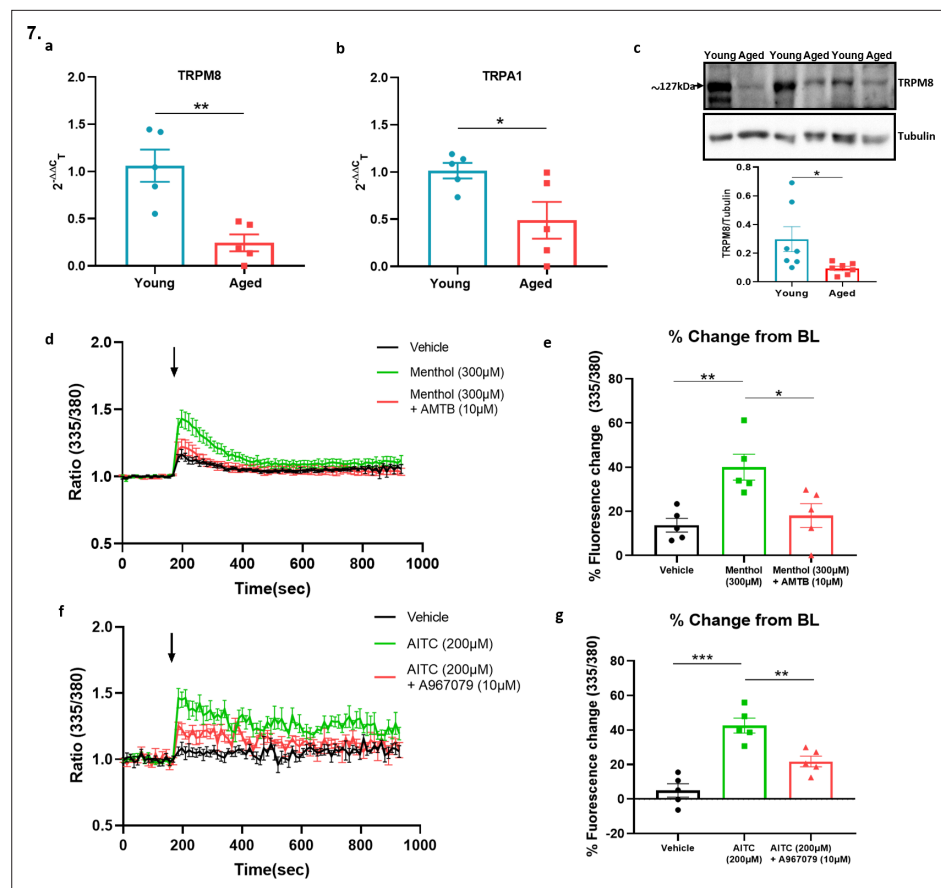 7.
a
TRPM8
**
2^-ΔΔC_T
2.0
1.5
1.0
0.5
0.0
Young Aged
b
TRPA1
*
2^-ΔΔC_T
2.0
1.5
1.0
0.5
0.0
Young Aged
c
Young Aged Young Aged Young Aged
~127kDa
TRPM8
Tubulin
*
TRPM8/Tubulin
0.8
0.6
0.4
0.2
0.0
Young Aged
d
Ratio (335/380)
2.0
1.5
1.0
0.5
0 200 400 600 800 1000
Time(sec)
Vehicle
Menthol (300µM)
Menthol (300µM)
+ AMTB (10µM)
e
% Change from BL
% Fluoresence change (335/380)
80
60
40
20
0
**
*
Vehicle
Menthol
(300µM)
Menthol (300µM)
+ AMTB (10µM)
f
Ratio (335/380)
2.0
1.5
1.0
0.5
0 200 400 600 800 1000
Time(sec)
Vehicle
AITC (200µM)
AITC (200µM)
+ A967079 (10µM)
g
% Change from BL
% Fluorescence change (335/380)
80
60
40
20
0
-20
***
**
Vehicle
AITC
(200µM)
AITC (200µM)
+ A967079 (10µM)